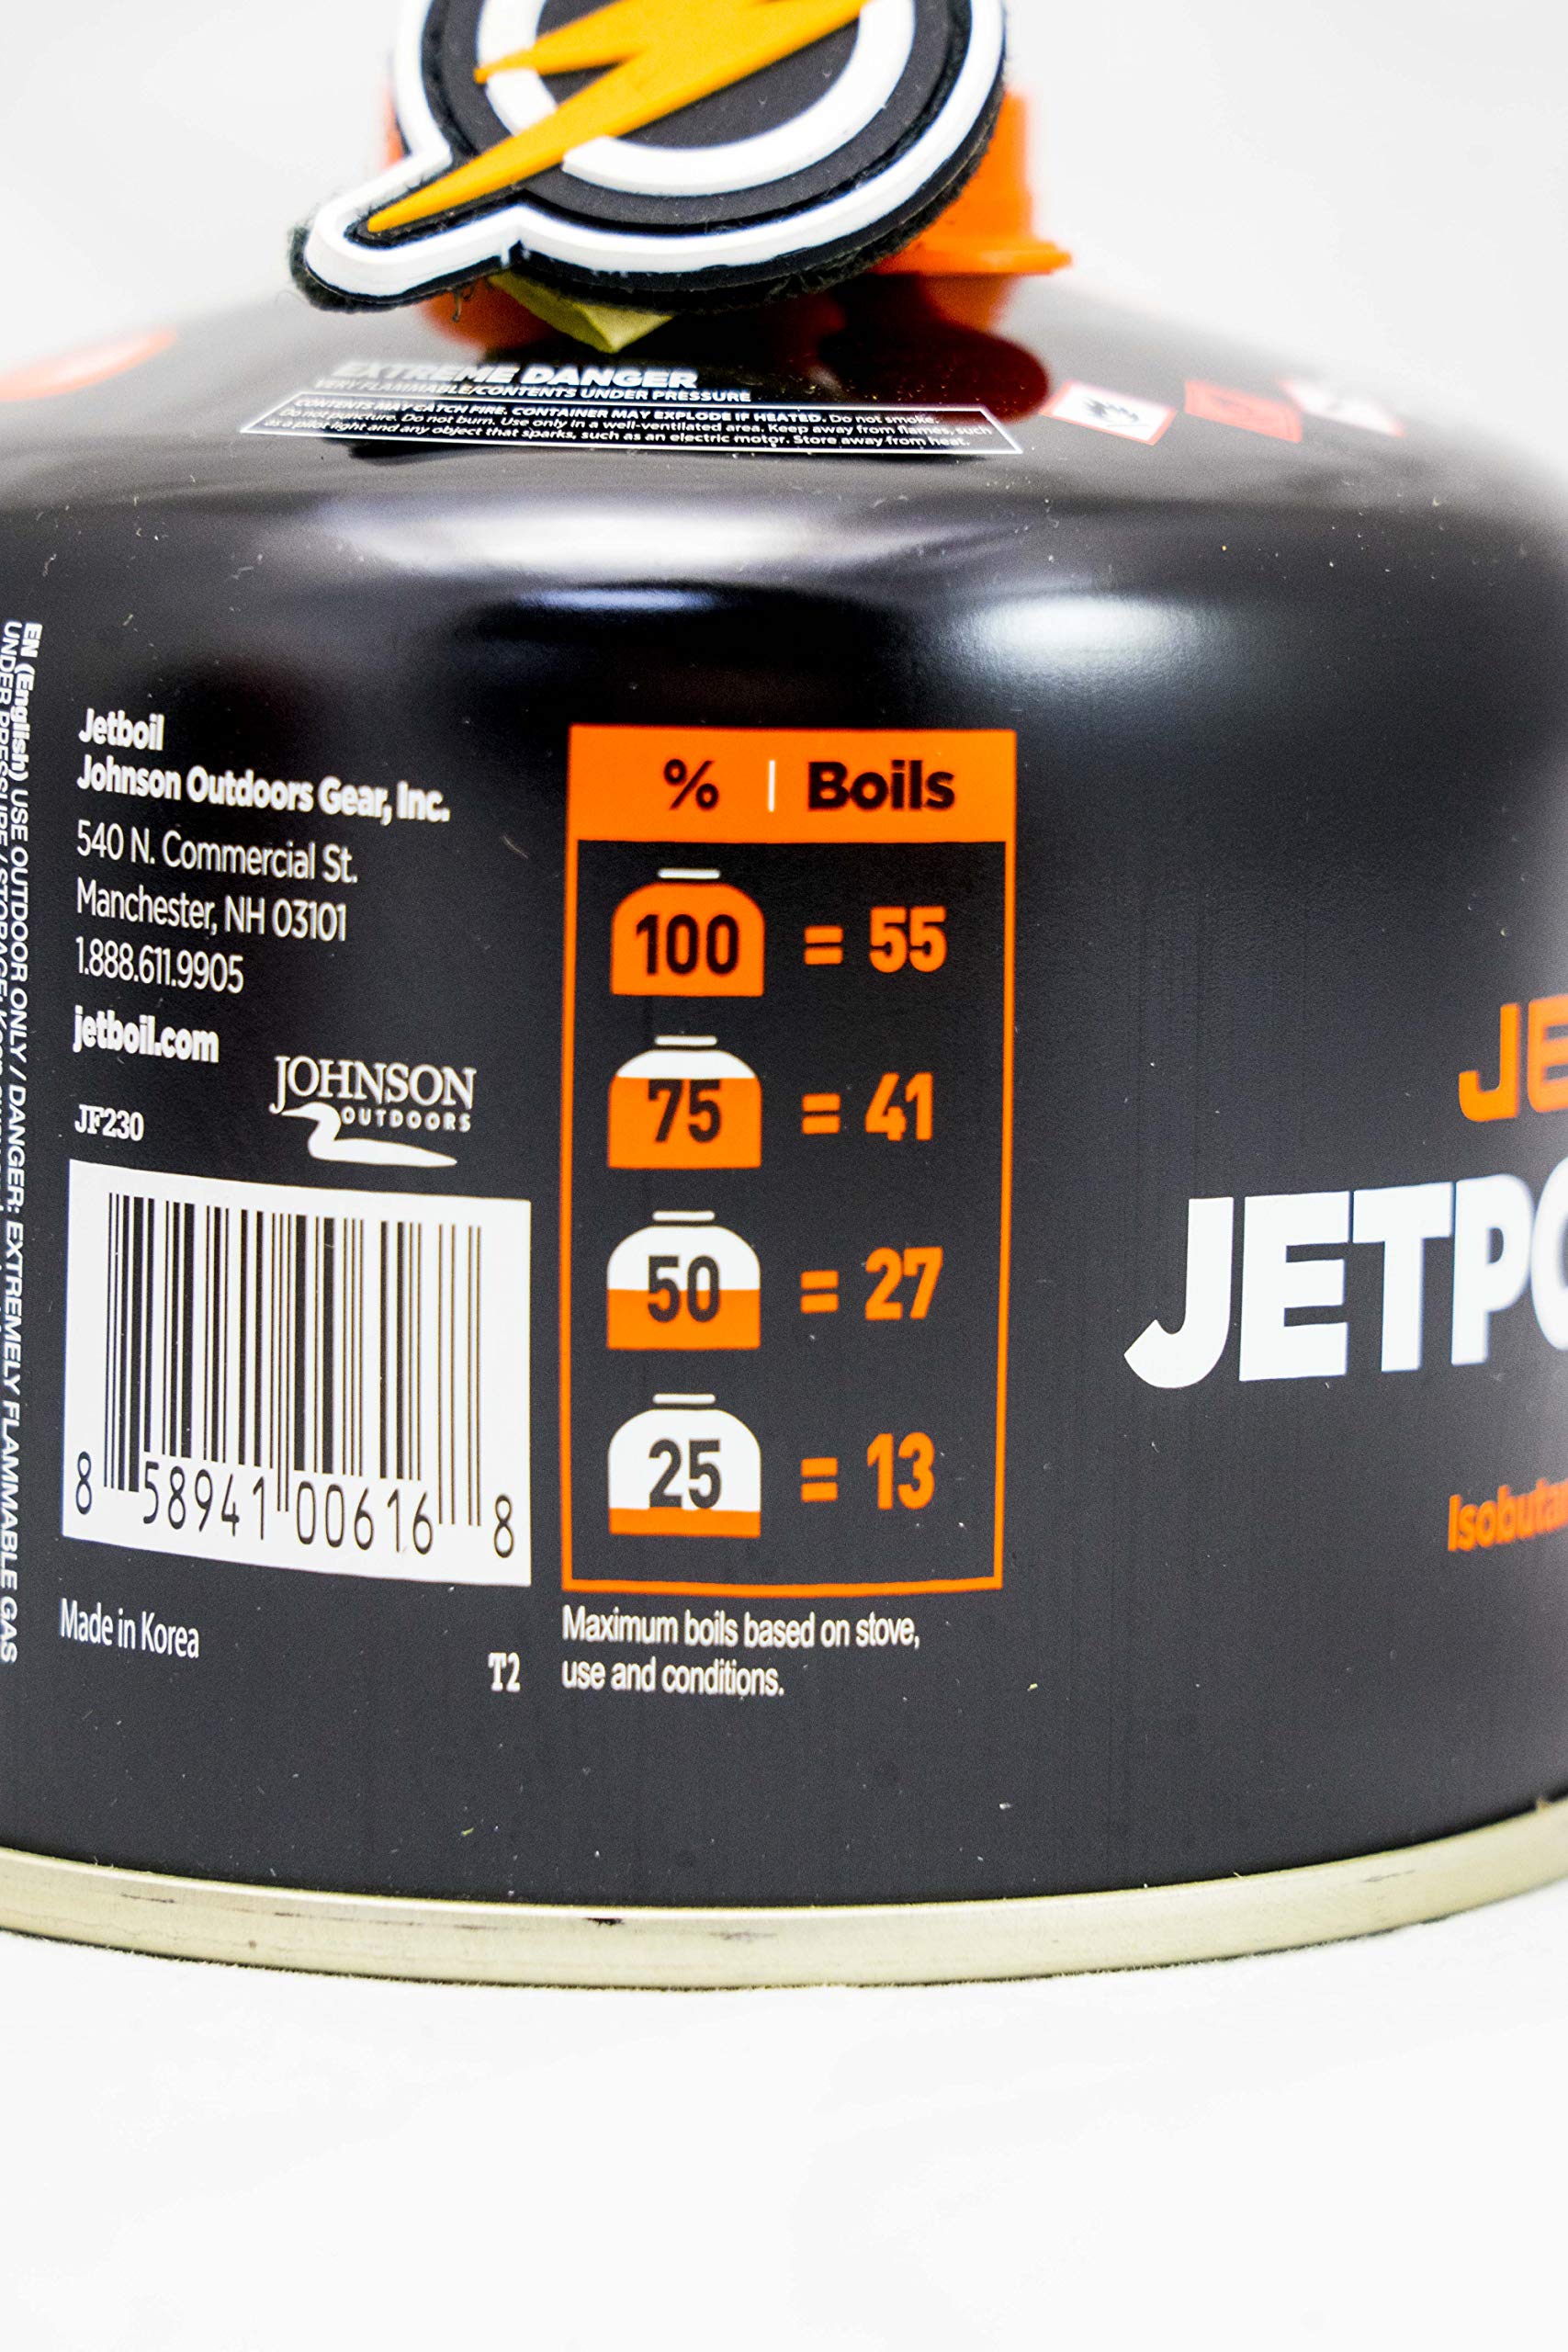 EXTREME DANGER
VERY FLAMMABLE/CONTENTS UNDER PRESSURE
CONTENTS MAY CATCH FIRE. CONTAINER MAY EXPLODE IF HEATED. Do not smoke.
Do not puncture. Do not burn. Use only in a well-ventilated area. Keep away from flames, such
as a pilot light and any object that sparks, such as an electric motor. Store away from heat.
EN (English) USE OUTDOOR ONLY / DANGER: EXTREMELY FLAMMABLE GAS
UNDER PRESSURE / STORAGE: Keep
Jetboil
Johnson Outdoors Gear, Inc.
540 N. Commercial St.
Manchester, NH 03101
1.888.611.9905
jetboil.com
JOHNSON
OUTDOORS
JF230
8 58941 00616 8
Made in Korea
T2
% | Boils
100 = 55
75 = 41
50 = 27
25 = 13
Maximum boils based on stove,
use and conditions.
JE
JETPO
Isobutan